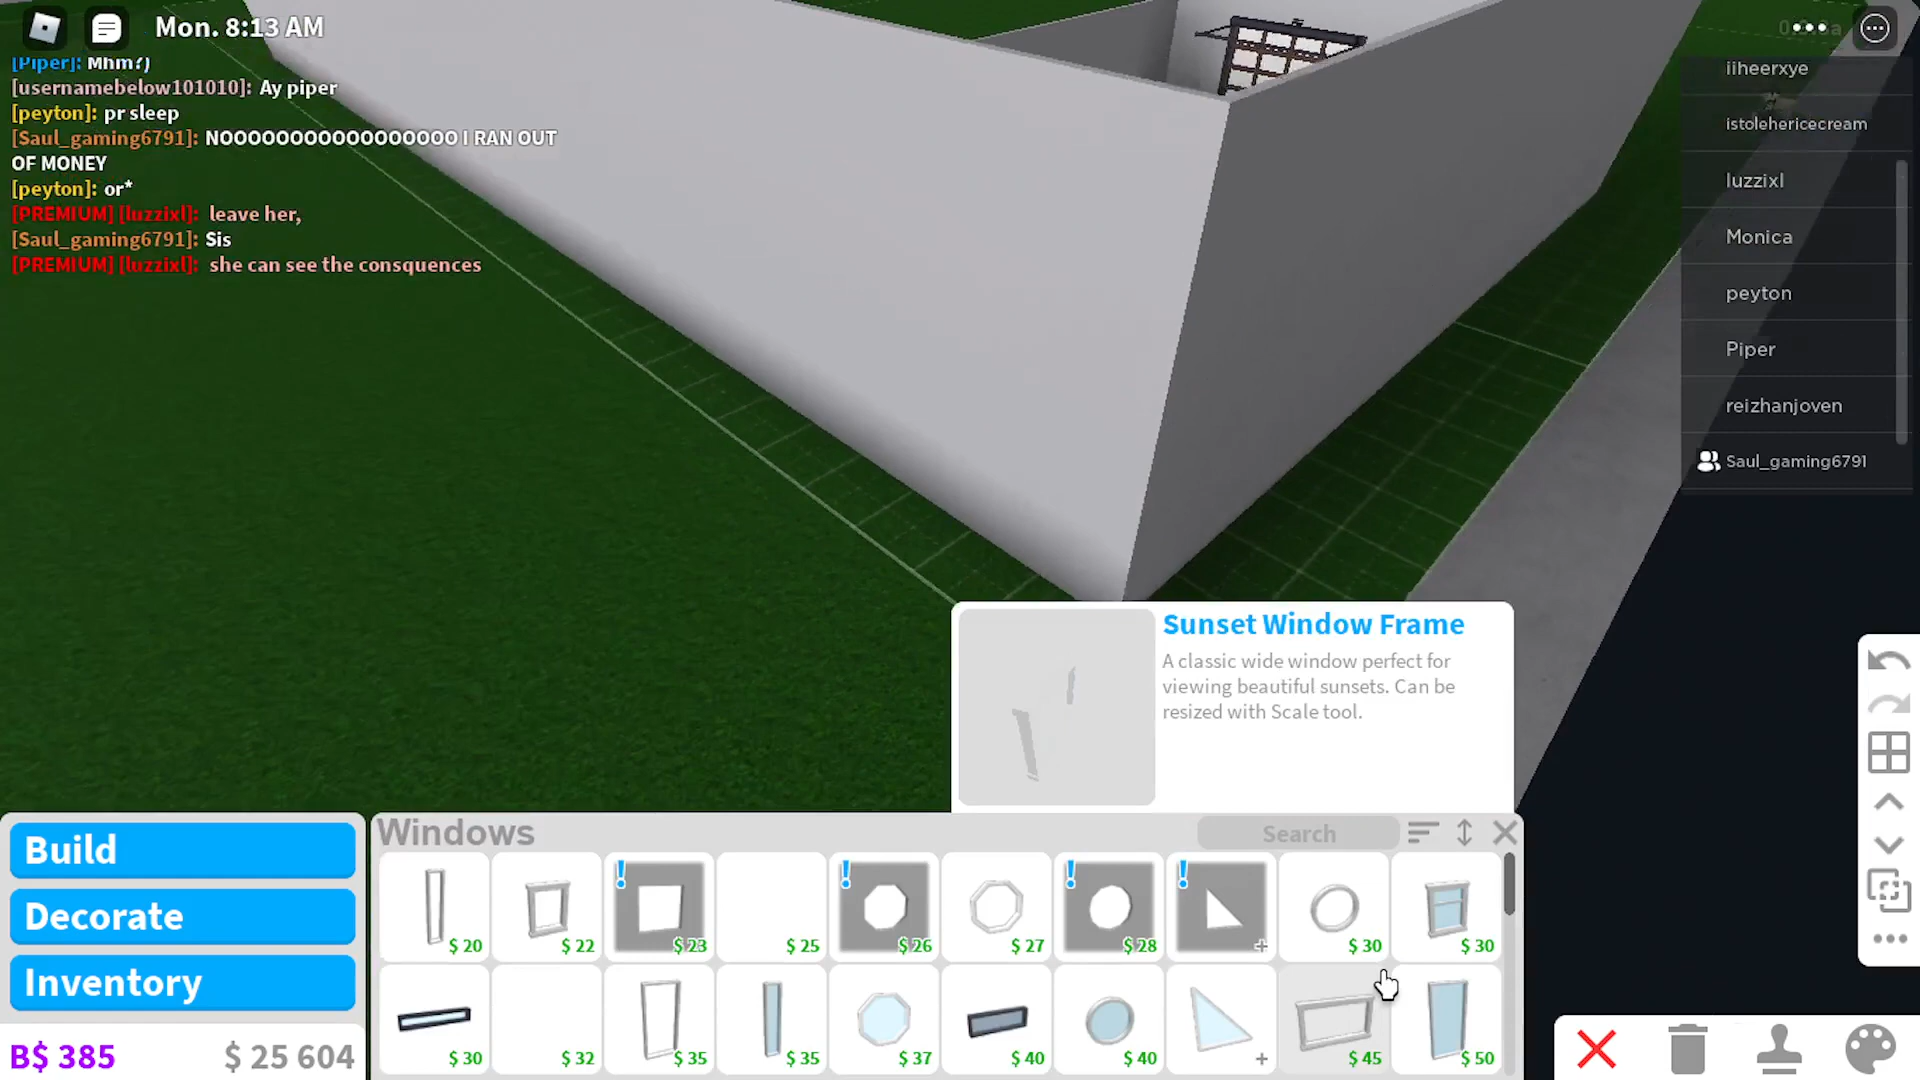 Mon. 8:13 AM
[Piper]: Mhm?)
[usernamebelow101010]: Ay piper
[peyton]: pr sleep
[Saul_gaming6791]: NOOOOOOOOOOOOOOOOO I RAN OUT
OF MONEY
[peyton]: or*
[PREMIUM] [luzzixl]: leave her,
[Saul_gaming6791]: Sis
[PREMIUM] [luzzixl]: she can see the consquences
iiheerxye
istolehericecream
luzzixl
Monica
peyton
Piper
reizhanjoven
Saul_gaming6791
Sunset Window Frame
A classic wide window perfect for
viewing beautiful sunsets. Can be
resized with Scale tool.
Build
Decorate
Inventory
B$ 385 $ 25 604
Windows
Search
! ! ! !
$ 20 $ 22 $ 23 $ 25 $ 26 $ 27 $ 28 + $ 30 $ 30
$ 30 $ 32 $ 35 $ 35 $ 37 $ 40 $ 40 + $ 45 $ 50